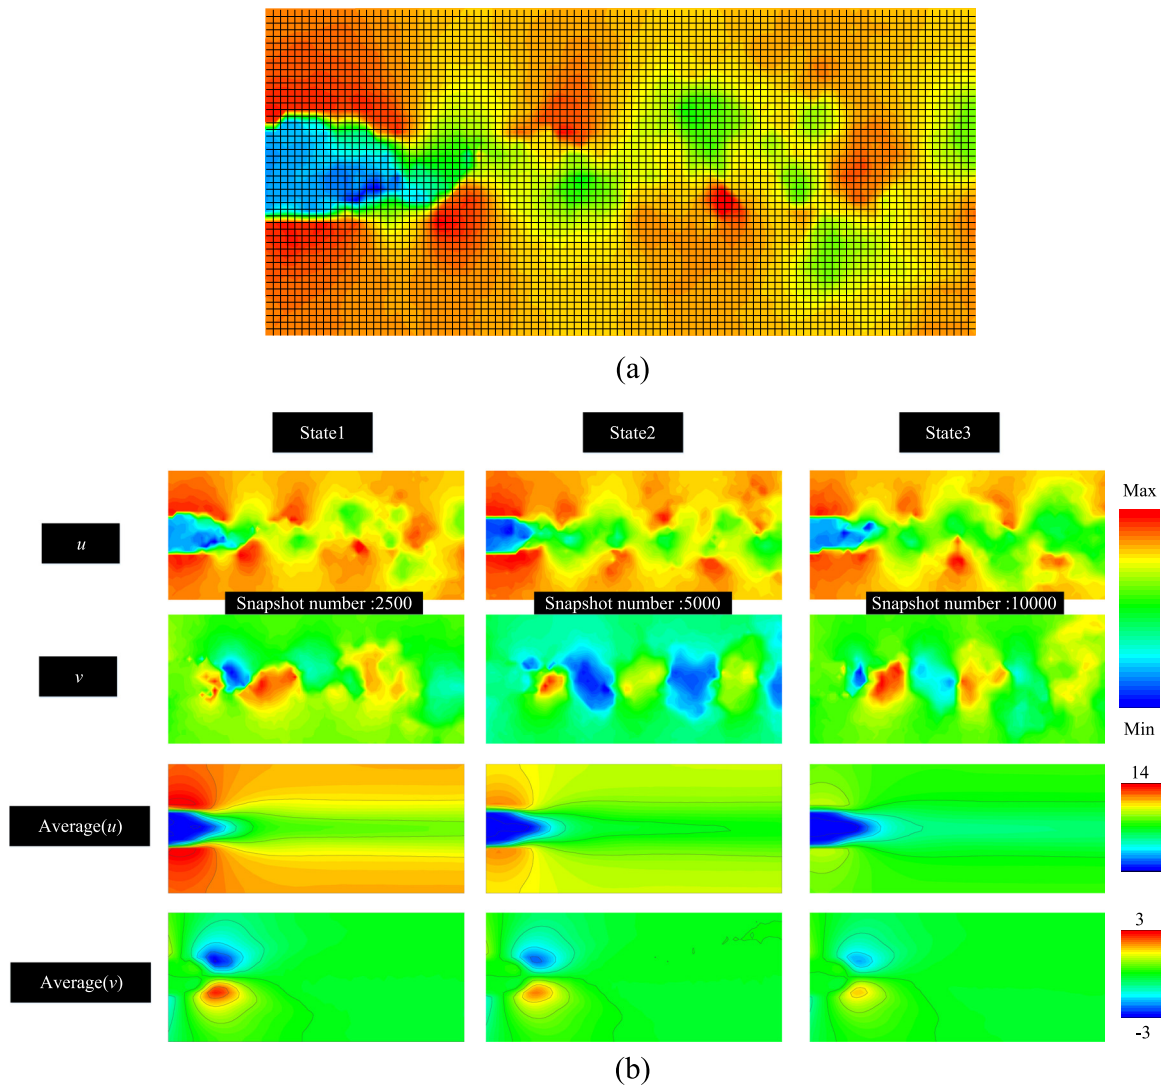 (a)
State1
State2
State3
Max
u
Snapshot number :2500
Snapshot number :5000
Snapshot number :10000
v
Min
14
Average(u)
3
Average(v)
-3
(b)